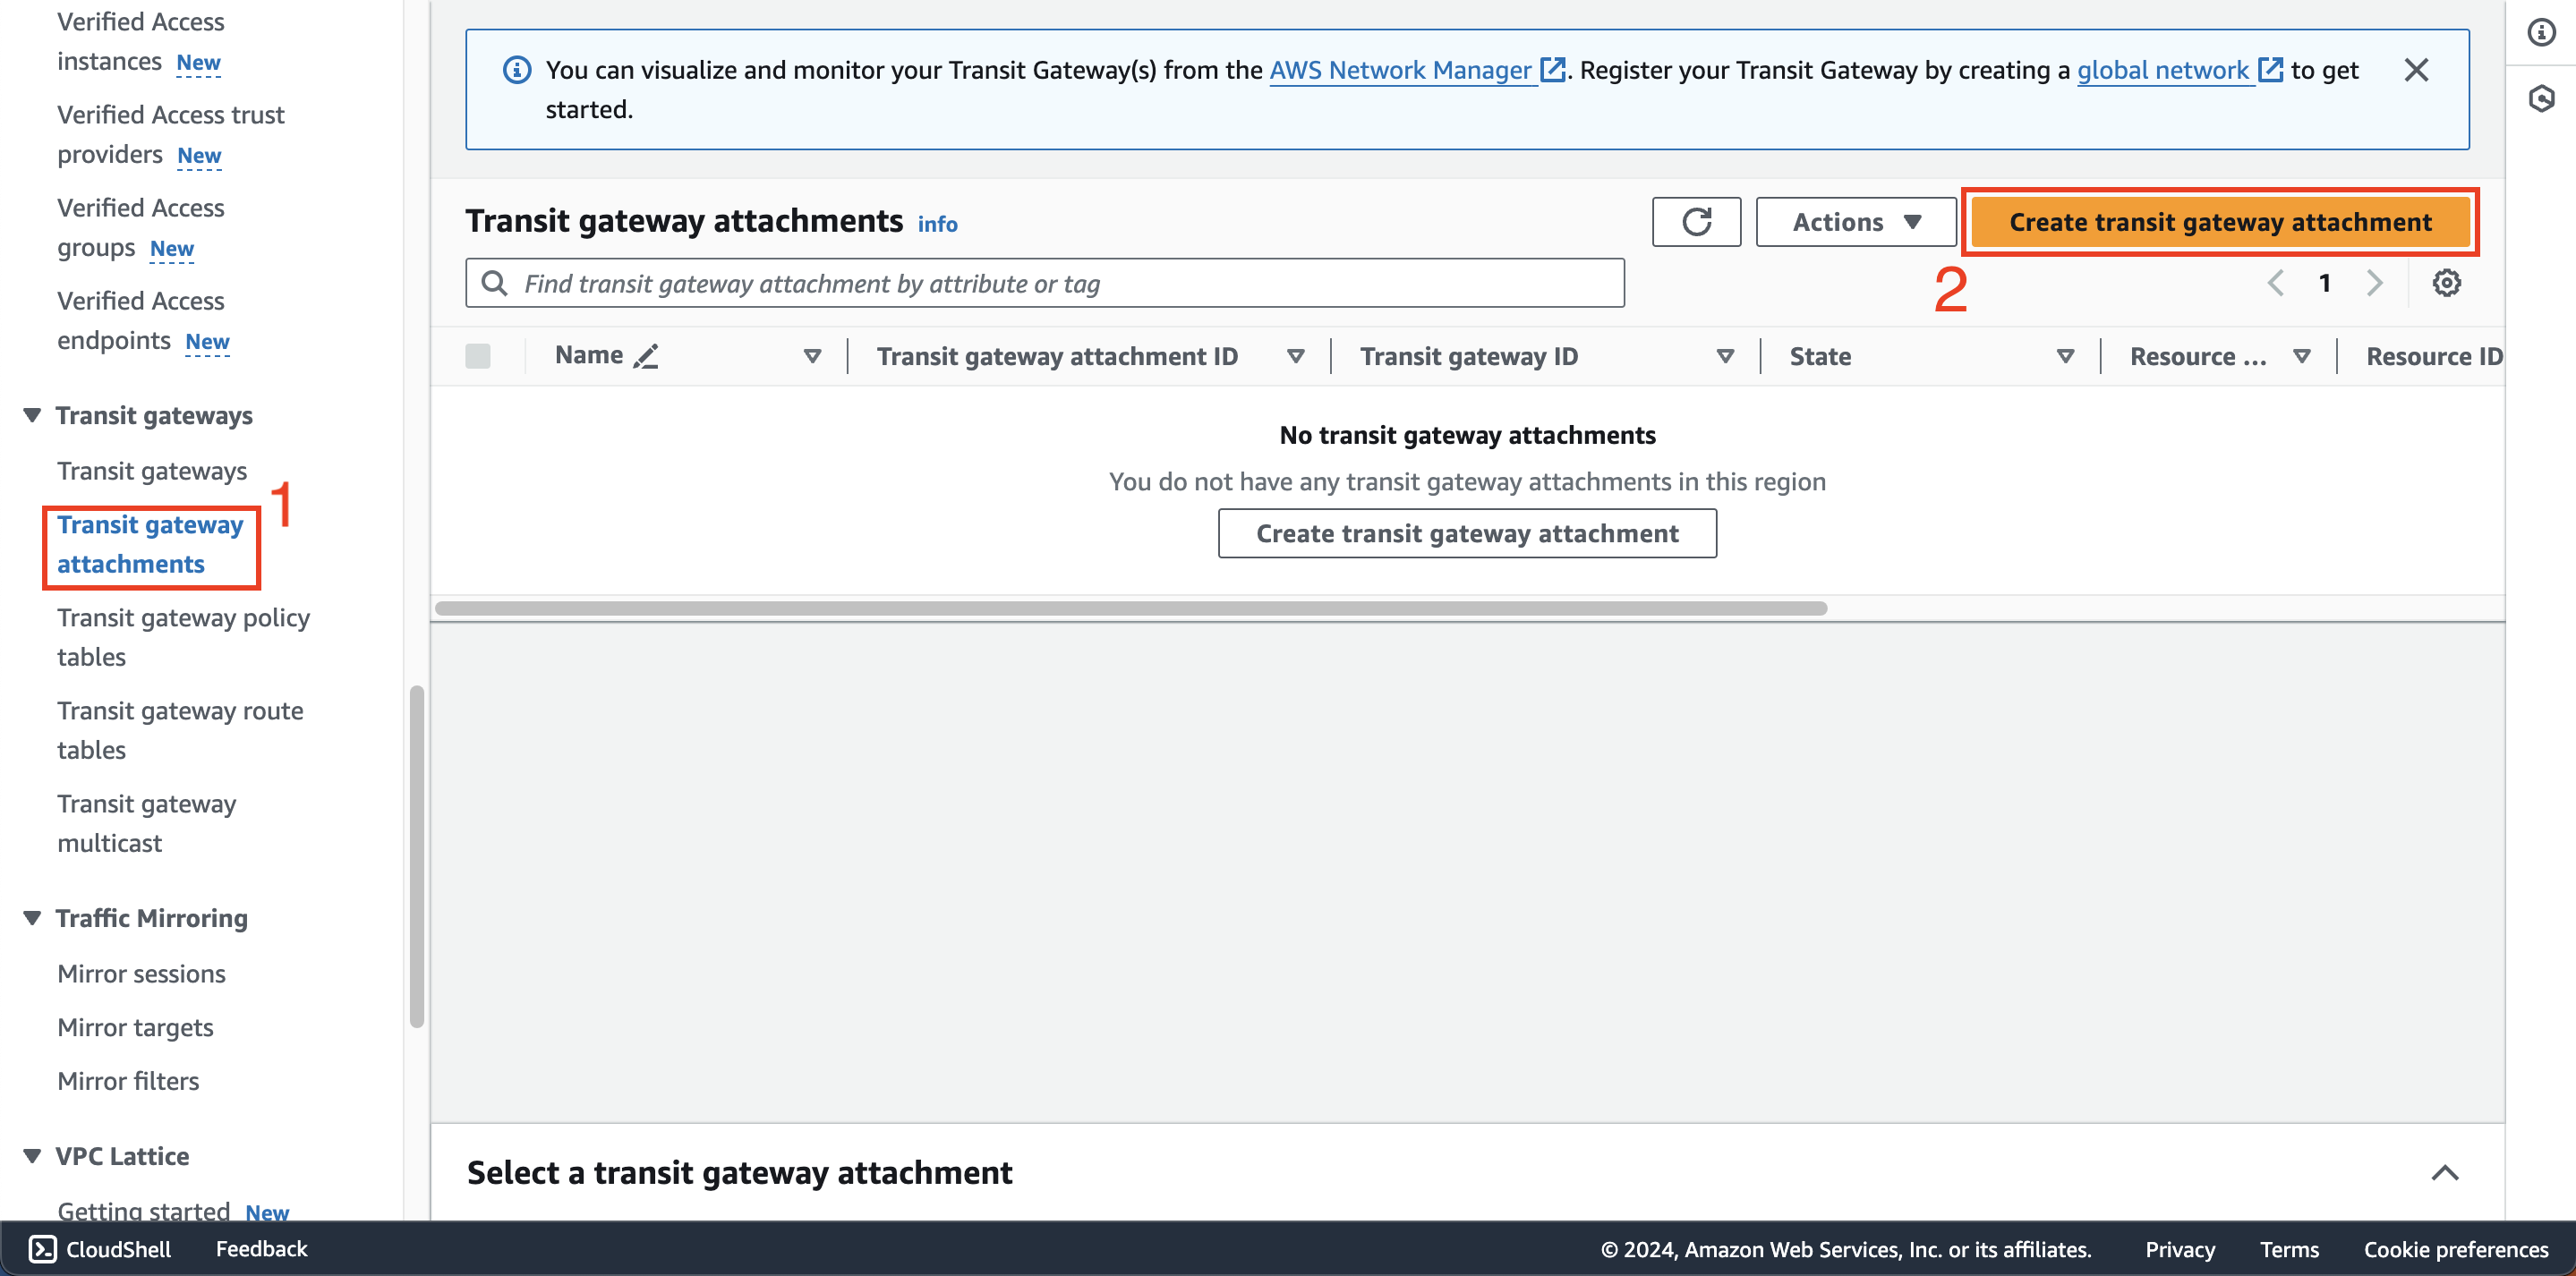 Verified Access
instances New
Verified Access trust
providers New
Verified Access
groups New
Verified Access
endpoints New
Transit gateways
Transit gateways
1
Transit gateway
attachments
Transit gateway policy
tables
Transit gateway route
tables
Transit gateway
multicast
Traffic Mirroring
Mirror sessions
Mirror targets
Mirror filters
VPC Lattice
Getting started New
You can visualize and monitor your Transit Gateway(s) from the AWS Network Manager. Register your Transit Gateway by creating a global network to get
started.
Transit gateway attachments info
Actions
Create transit gateway attachment
Find transit gateway attachment by attribute or tag
2
1
Name Transit gateway attachment ID Transit gateway ID State Resource ... Resource ID
No transit gateway attachments
You do not have any transit gateway attachments in this region
Create transit gateway attachment
Select a transit gateway attachment
CloudShell Feedback © 2024, Amazon Web Services, Inc. or its affiliates. Privacy Terms Cookie preferences